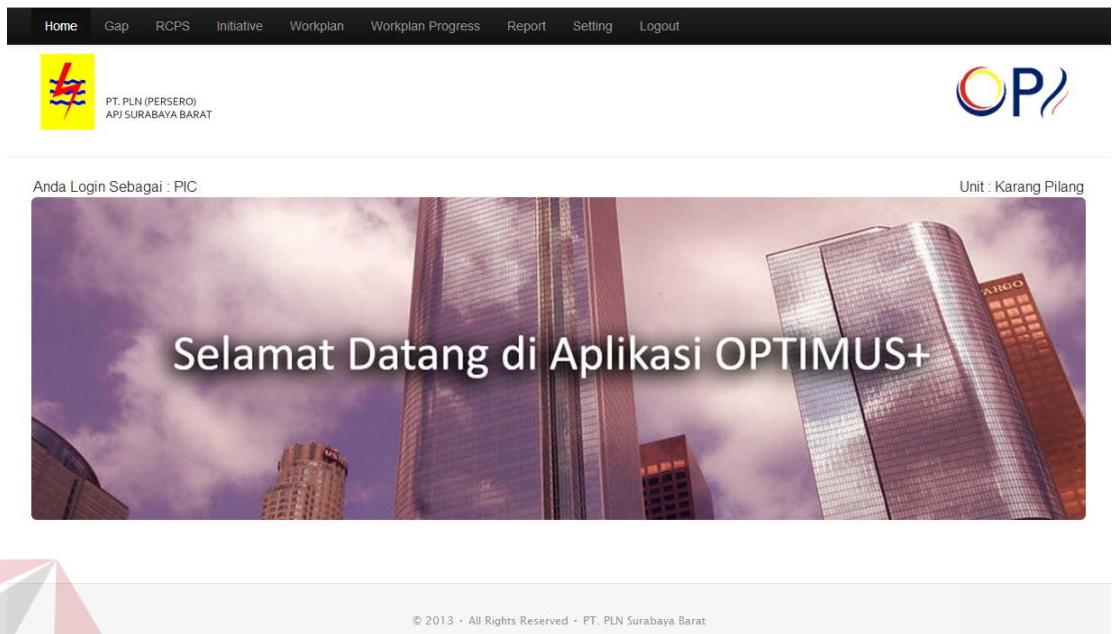 Home Gap RCPS Initiative Workplan Workplan Progress Report Setting Logout
PT. PLN (PERSERO)
APJ SURABAYA BARAT
OPI
Anda Login Sebagai : PIC
Unit : Karang Pilang
ARGO
Selamat Datang di Aplikasi OPTIMUS+
© 2013 • All Rights Reserved • PT. PLN Surabaya Barat